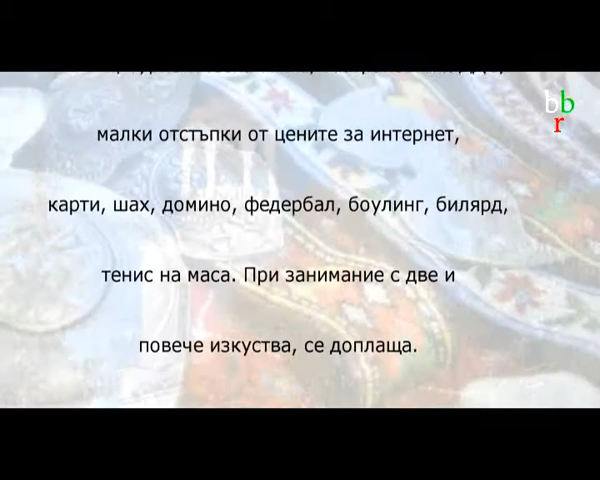 bb
r
малки отстъпки от цените за интернет,
карти, шах, домино, федербал, боулинг, билярд,
тенис на маса. При занимание с две и
повече изкуства, се доплаща.